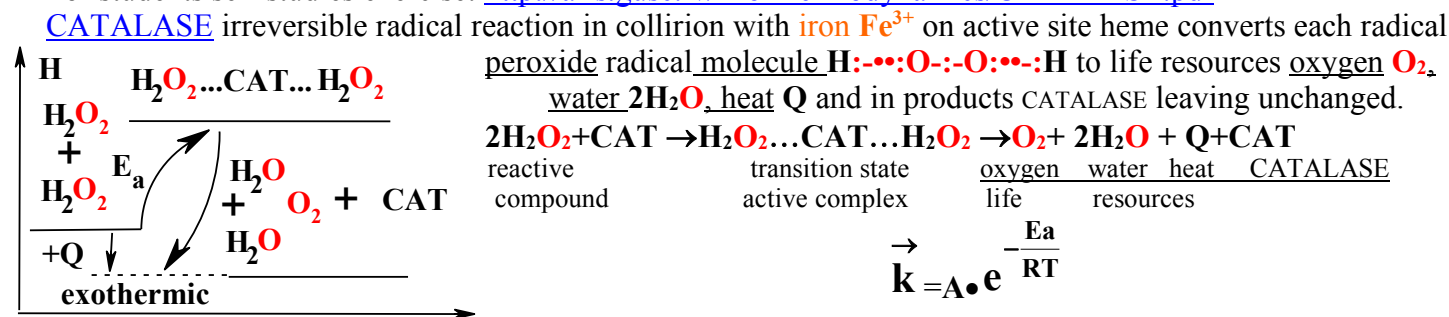 CATALASE irreversible radical reaction in collirion with iron Fe³⁺ on active site heme converts each radical
peroxide radical molecule H:-••:O-:-O:••-:H to life resources oxygen O₂,
water 2H₂O, heat Q and in products CATALASE leaving unchanged.
2H₂O₂+CAT →H₂O₂…CAT…H₂O₂ →O₂+ 2H₂O + Q+CAT
reactive transition state oxygen water heat CATALASE
compound active complex life resources
→
k =A•e^(−Ea/RT)
H
H₂O₂...CAT... H₂O₂
H₂O₂
+
H₂O₂
Eₐ
H₂O
+ O₂ + CAT
H₂O
+Q
exothermic